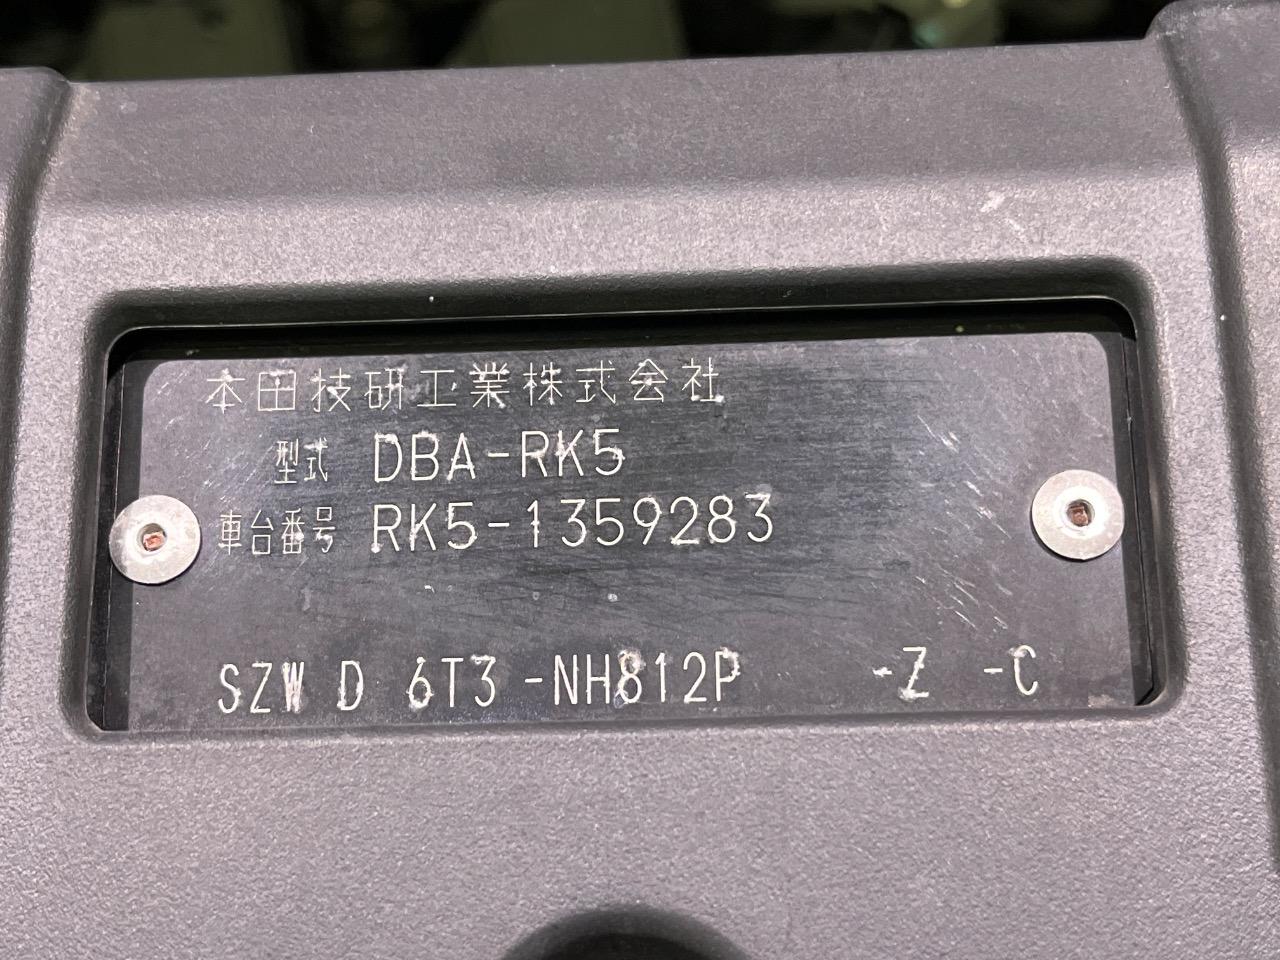 本田技研工業株式会社
型式 DBA-RK5
車台番号 RK5-1359283
SZW D 6T3 -NH812P -Z -C